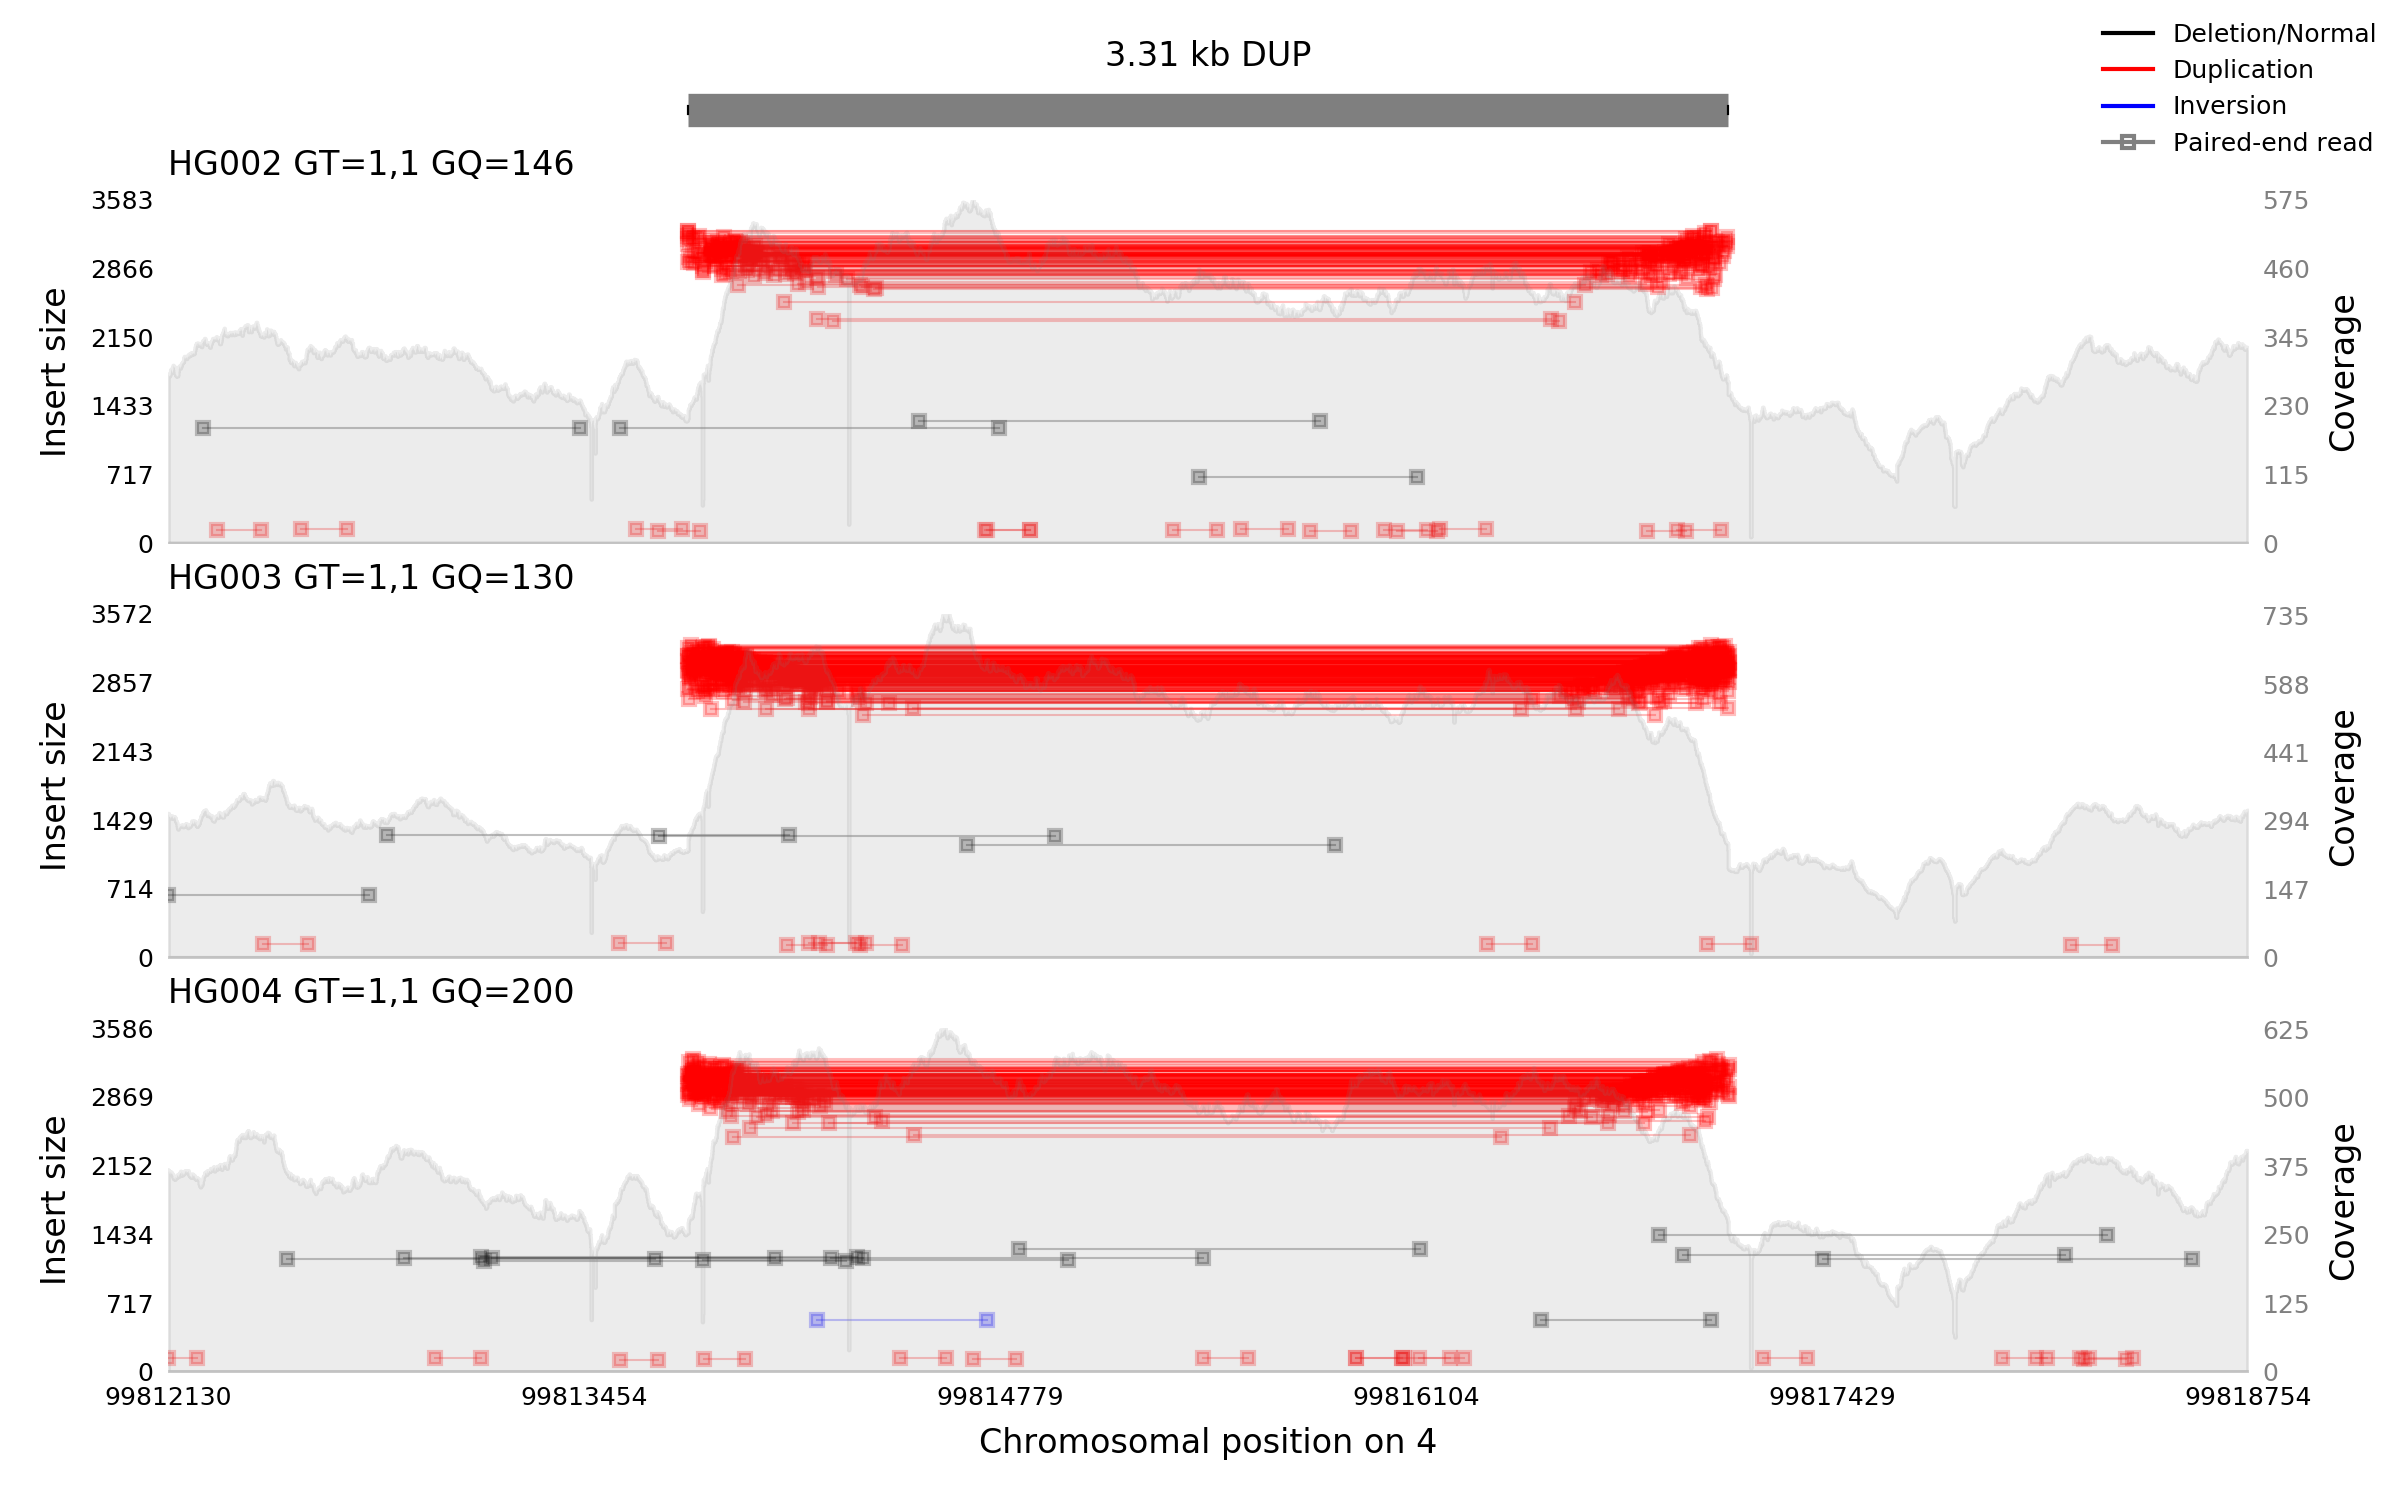 3.31 kb DUP
Deletion/Normal
Duplication
Inversion
Paired-end read
HG002 GT=1,1 GQ=146
3583
2866
2150
1433
717
0
Insert size
575
460
345
230
115
0
Coverage
HG003 GT=1,1 GQ=130
3572
2857
2143
1429
714
0
Insert size
735
588
441
294
147
0
Coverage
HG004 GT=1,1 GQ=200
3586
2869
2152
1434
717
0
Insert size
625
500
375
250
125
0
Coverage
99812130 99813454 99814779 99816104 99817429 99818754
Chromosomal position on 4